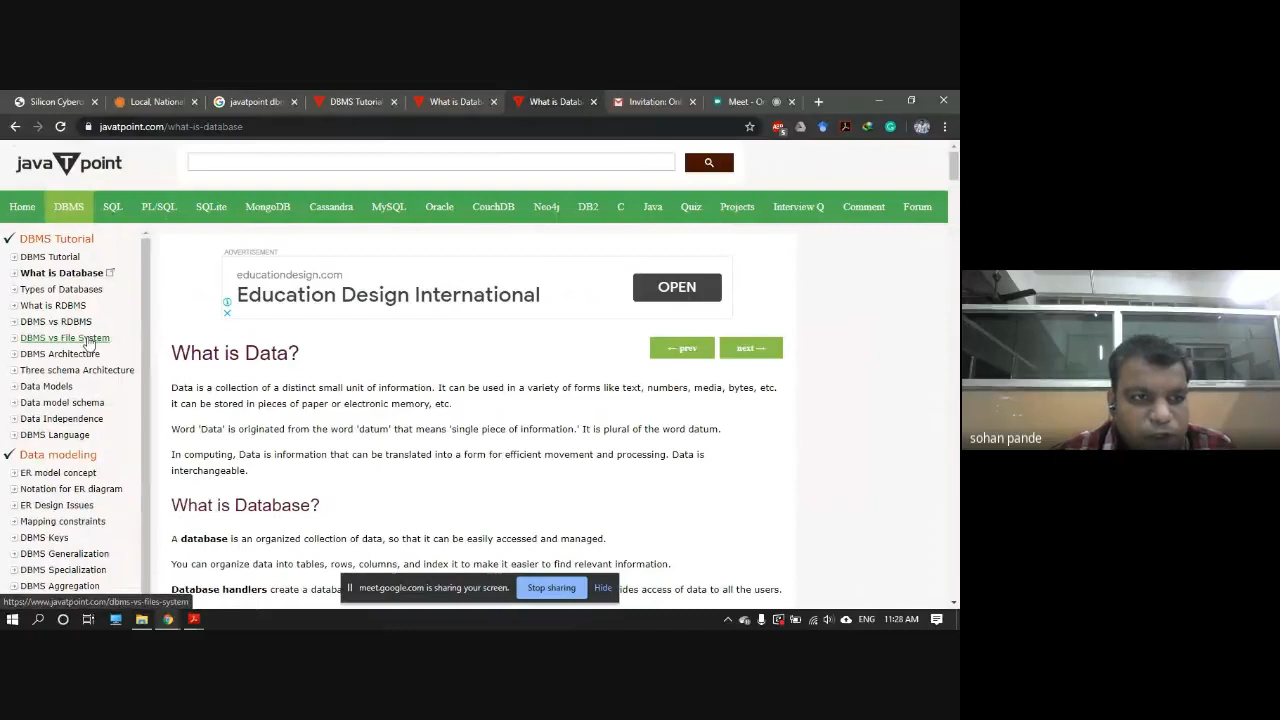 Silicon Cyberc
Local, National
javatpoint dbm
DBMS Tutorial
What is Datab
What is Datab
Invitation: Onl
Meet - On
javatpoint.com/what-is-database
java T point
Home DBMS SQL PL/SQL SQLite MongoDB Cassandra MySQL Oracle CouchDB Neo4j DB2 C Java Quiz Projects Interview Q Comment Forum
DBMS Tutorial
DBMS Tutorial
What is Database
Types of Databases
What is RDBMS
DBMS vs RDBMS
DBMS vs File System
DBMS Architecture
Three schema Architecture
Data Models
Data model schema
Data Independence
DBMS Language
Data modeling
ER model concept
Notation for ER diagram
ER Design Issues
Mapping constraints
DBMS Keys
DBMS Generalization
DBMS Specialization
DBMS Aggregation
https://www.javatpoint.com/dbms-vs-files-system
ADVERTISEMENT
educationdesign.com
Education Design International
OPEN
What is Data?
← prev
next →
Data is a collection of a distinct small unit of information. It can be used in a variety of forms like text, numbers, media, bytes, etc.
it can be stored in pieces of paper or electronic memory, etc.
Word 'Data' is originated from the word 'datum' that means 'single piece of information.' It is plural of the word datum.
In computing, Data is information that can be translated into a form for efficient movement and processing. Data is
interchangeable.
What is Database?
A database is an organized collection of data, so that it can be easily accessed and managed.
You can organize data into tables, rows, columns, and index it to make it easier to find relevant information.
Database handlers create a databa
ides access of data to all the users.
meet.google.com is sharing your screen.
Stop sharing
Hide
ENG
11:28 AM
sohan pande